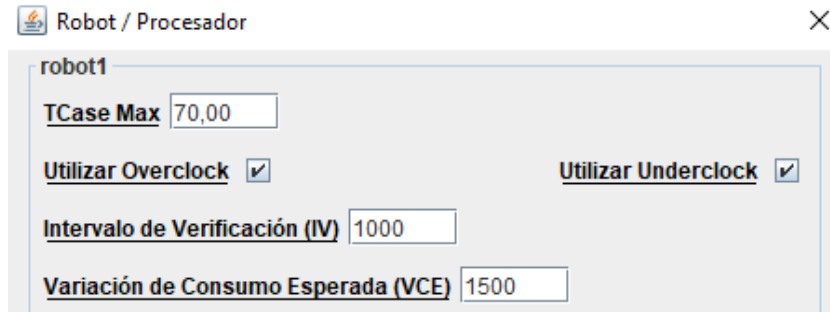 Robot / Procesador
robot1
TCase Max 70,00
Utilizar Overclock Utilizar Underclock
Intervalo de Verificación (IV) 1000
Variación de Consumo Esperada (VCE) 1500